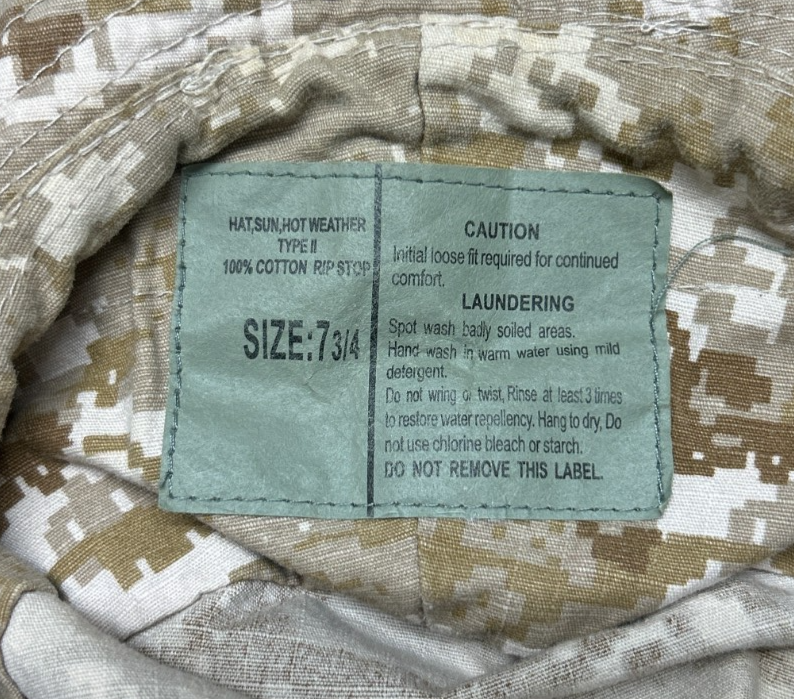 HAT,SUN,HOT WEATHER
TYPE II
100% COTTON RIP STOP
SIZE:7 3/4
CAUTION
Initial loose fit required for continued
comfort.
LAUNDERING
Spot wash badly soiled areas.
Hand wash in warm water using mild
detergent.
Do not wring or twist, Rinse at least 3 times
to restore water repellency. Hang to dry, Do
not use chlorine bleach or starch.
DO NOT REMOVE THIS LABEL.